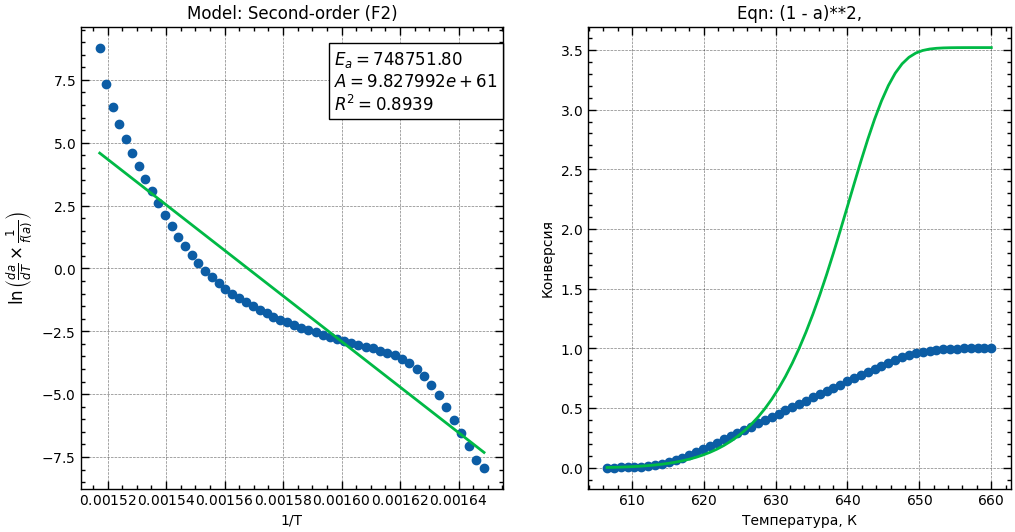 Model: Second-order (F2)
ln(da/dT × 1/f(a))
7.5
5.0
2.5
0.0
−2.5
−5.0
−7.5
E_a = 748751.80
A = 9.827992e + 61
R² = 0.8939
0.00152 0.00154 0.00156 0.00158 0.00160 0.00162 0.00164
1/T
Eqn: (1 - a)**2,
Конверсия
3.5
3.0
2.5
2.0
1.5
1.0
0.5
0.0
610 620 630 640 650 660
Температура, К